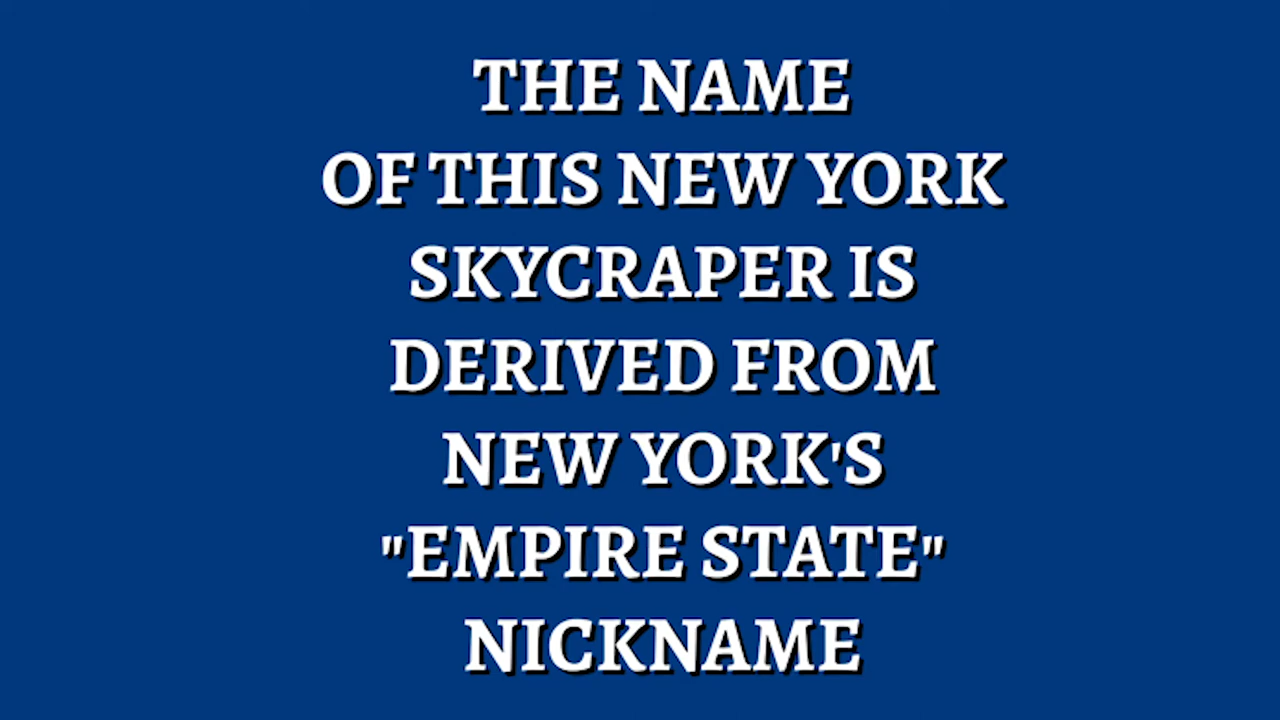 THE NAME
OF THIS NEW YORK
SKYCRAPER IS
DERIVED FROM
NEW YORK'S
"EMPIRE STATE"
NICKNAME